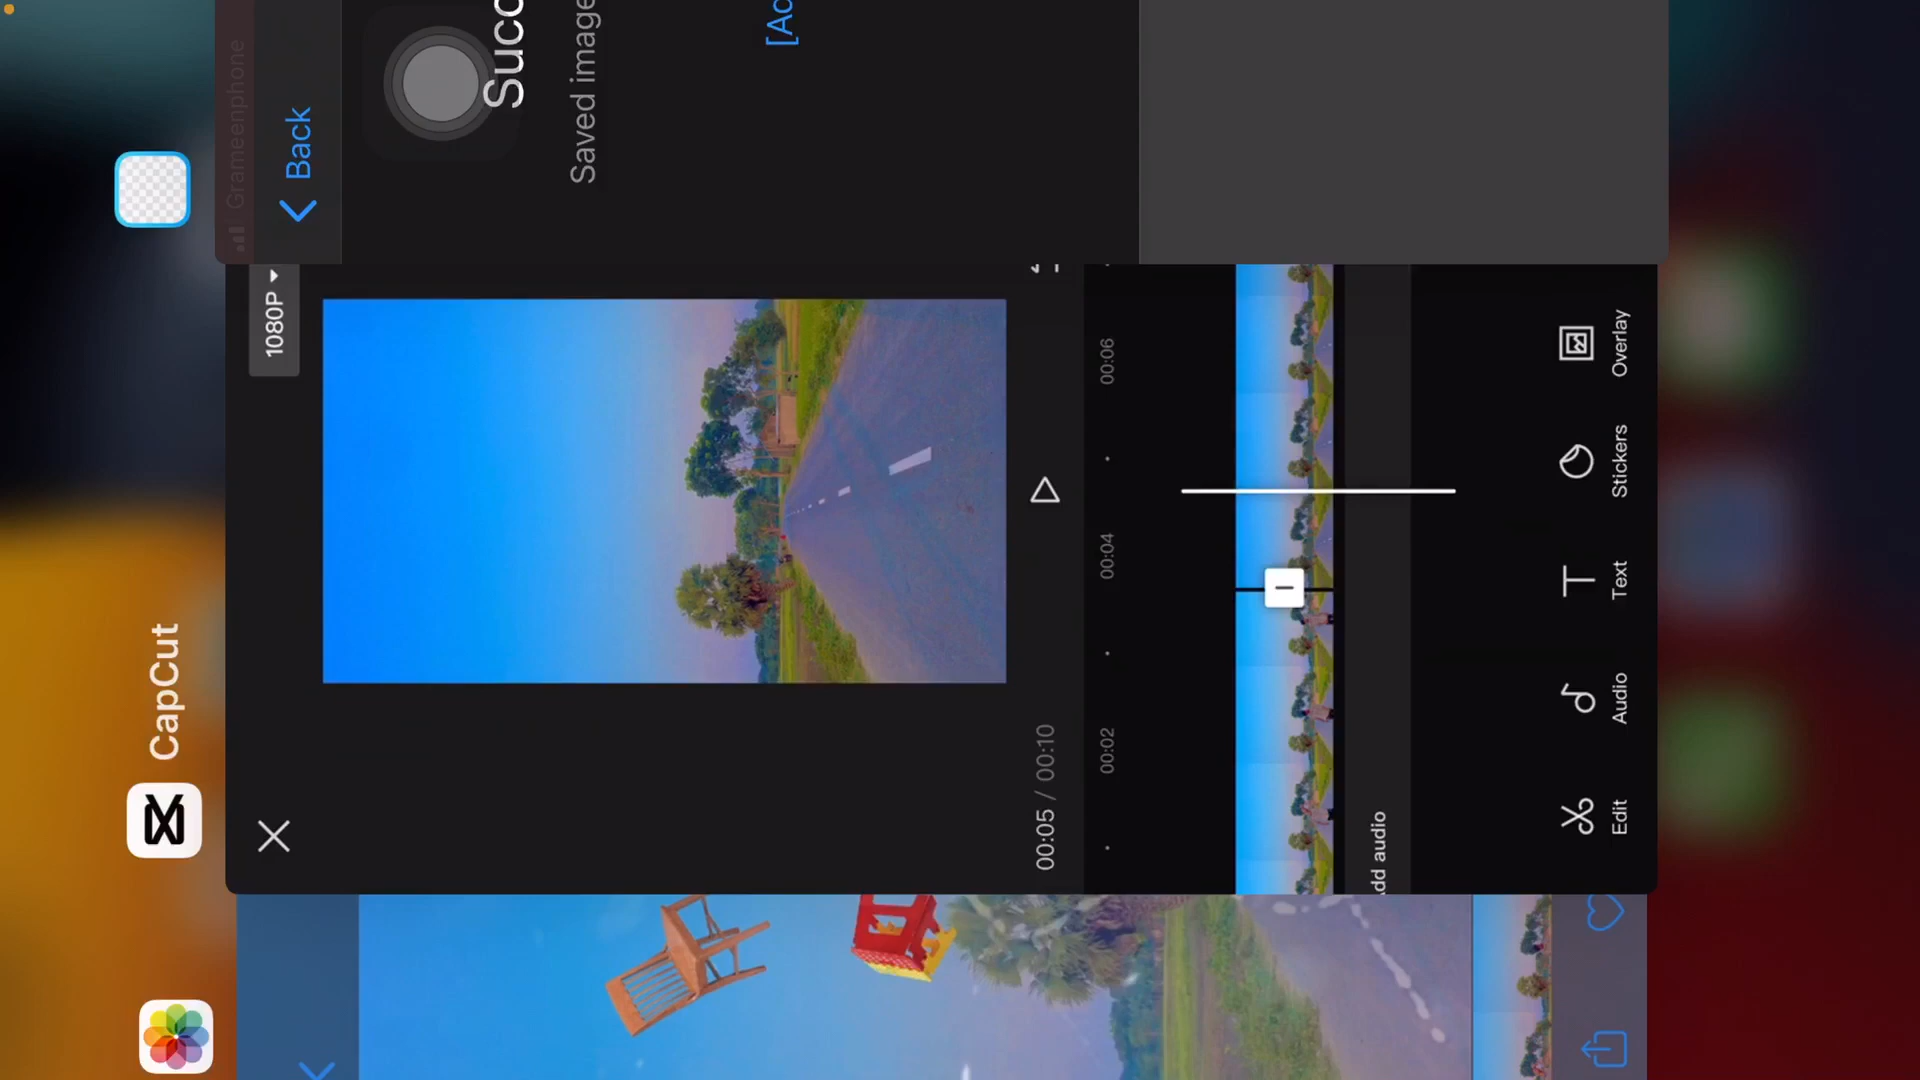 Grameenphone
Back
Succ
Saved image
[Ac
CapCut
1080P
00:05 / 00:10
00:02
00:04
00:06
dd audio
Edit
Audio
Text
Stickers
Overlay